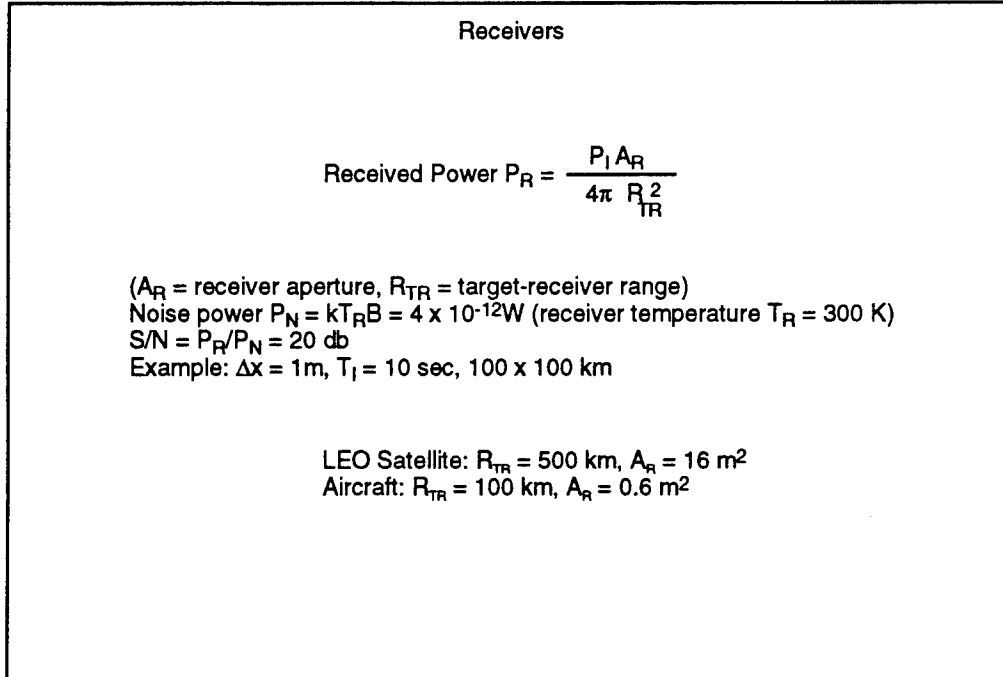 Receivers
Received Power P_R = P_I A_R / 4π R_TR^2
(A_R = receiver aperture, R_TR = target-receiver range)
Noise power P_N = kT_RB = 4 x 10^-12W (receiver temperature T_R = 300 K)
S/N = P_R/P_N = 20 db
Example: Δx = 1m, T_I = 10 sec, 100 x 100 km
LEO Satellite: R_TR = 500 km, A_R = 16 m^2
Aircraft: R_TR = 100 km, A_R = 0.6 m^2